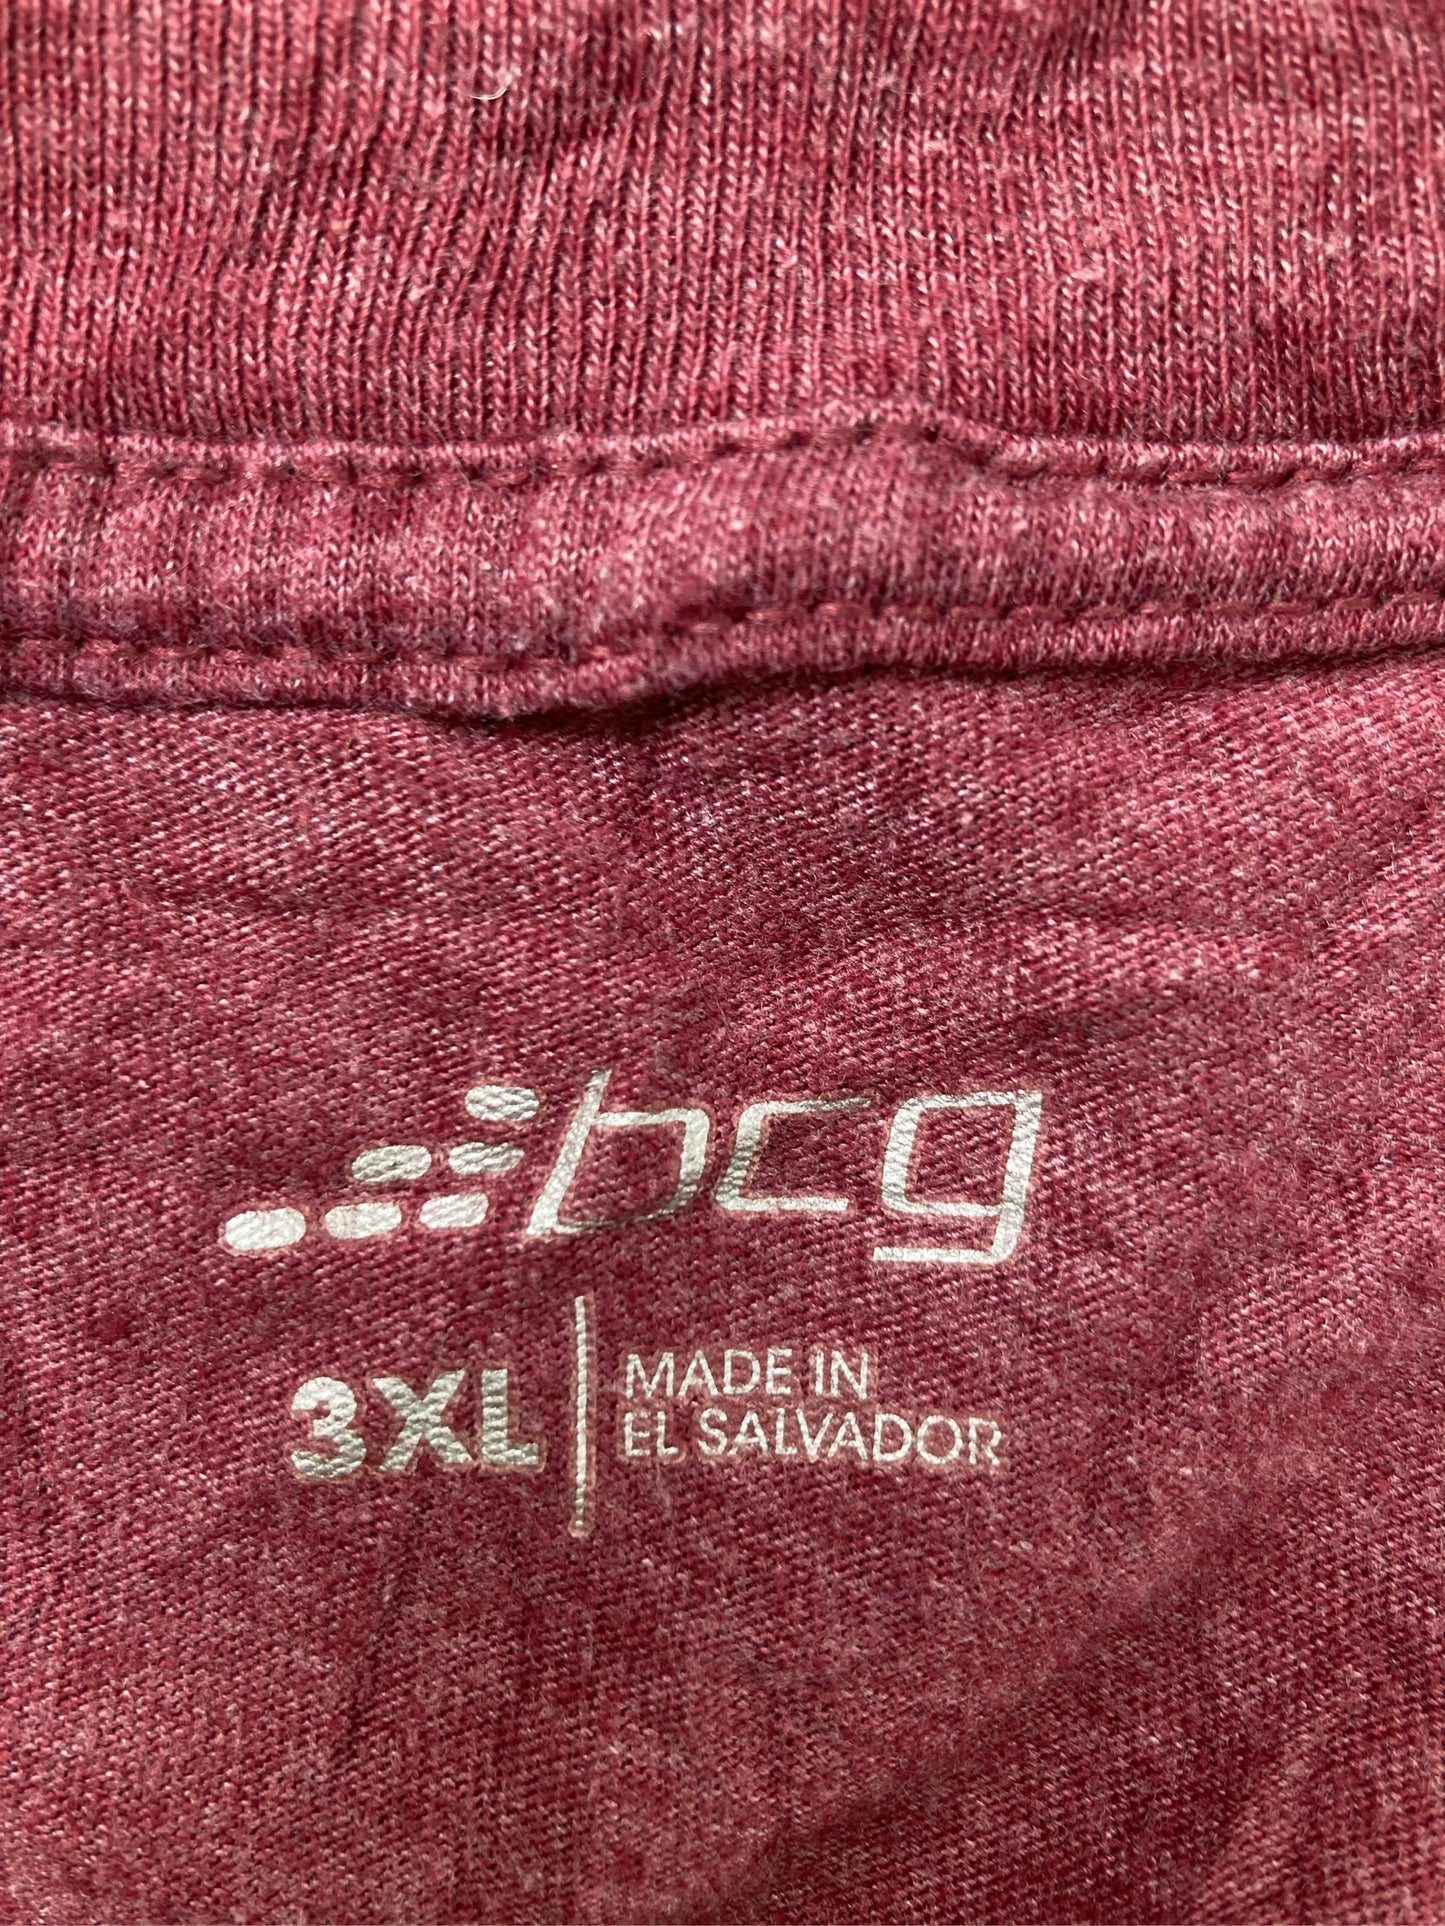 bcg
3XL
MADE IN
EL SALVADOR